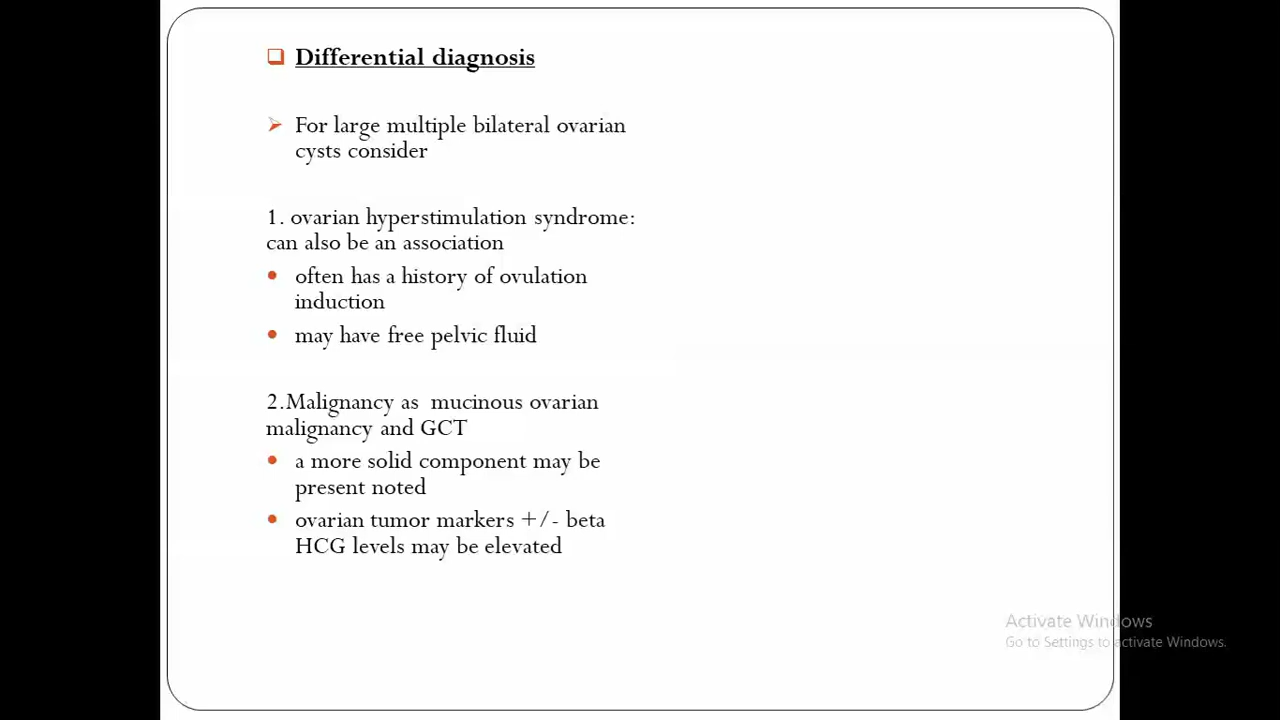 Differential diagnosis
For large multiple bilateral ovarian
cysts consider
1. ovarian hyperstimulation syndrome:
can also be an association
often has a history of ovulation
induction
may have free pelvic fluid
2.Malignancy as mucinous ovarian
malignancy and GCT
a more solid component may be
present noted
ovarian tumor markers +/- beta
HCG levels may be elevated
Activate Windows
Go to Settings to activate Windows.